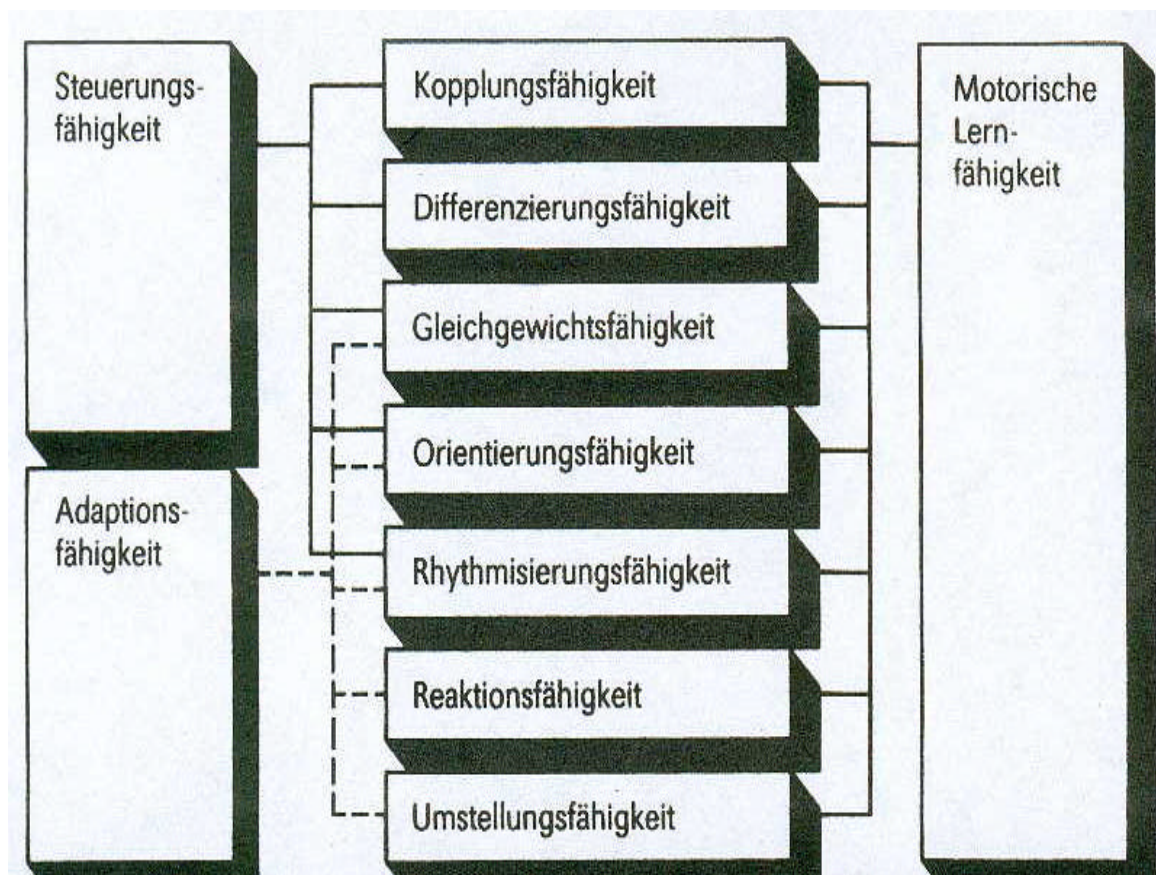 Steuerungs-
fähigkeit
Adaptions-
fähigkeit
Kopplungsfähigkeit
Differenzierungsfähigkeit
Gleichgewichtsfähigkeit
Orientierungsfähigkeit
Rhythmisierungsfähigkeit
Reaktionsfähigkeit
Umstellungsfähigkeit
Motorische
Lern-
fähigkeit